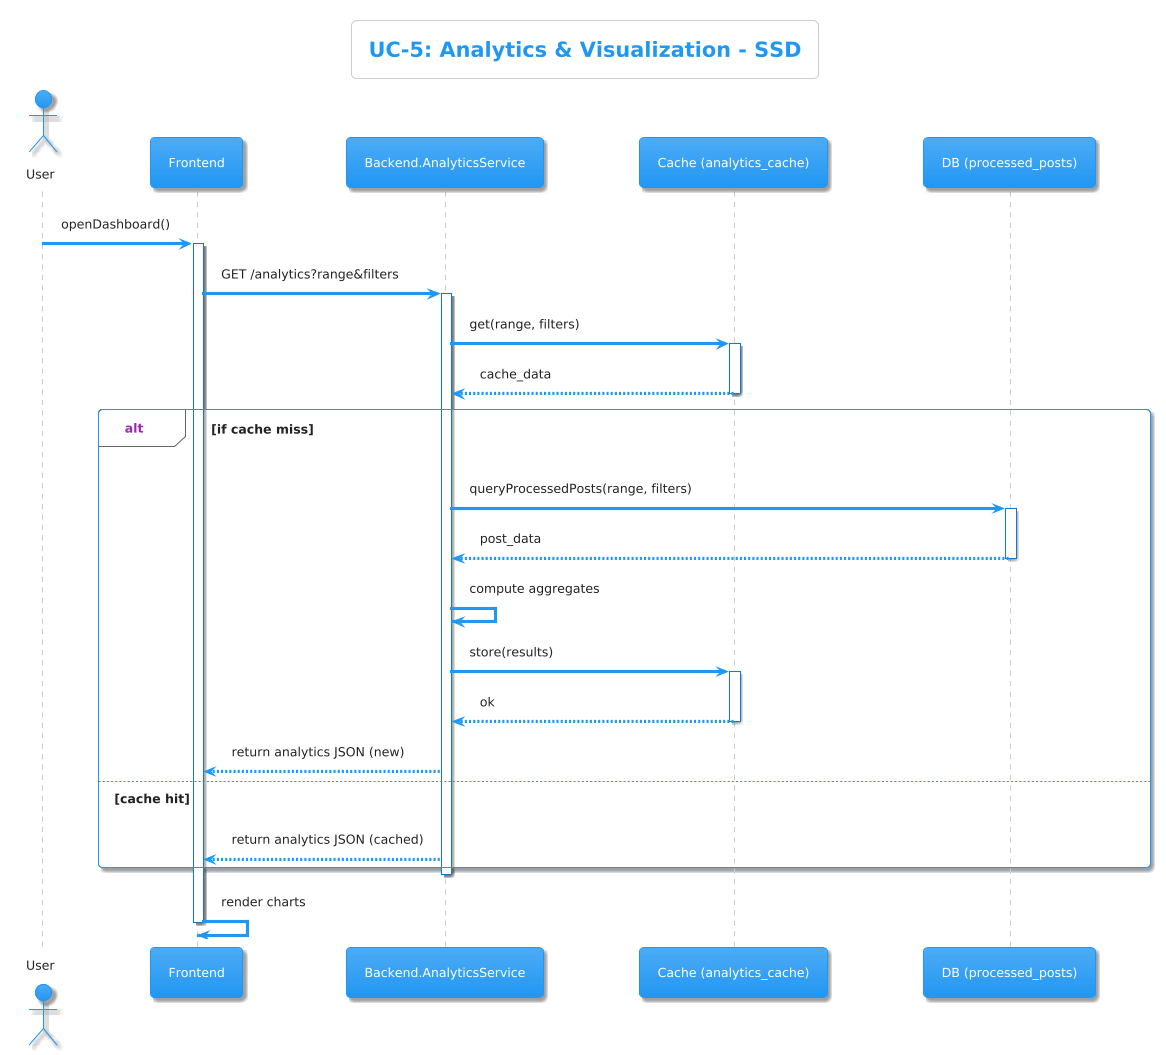 UC-5: Analytics & Visualization - SSD
User
Frontend
Backend.AnalyticsService
Cache (analytics_cache)
DB (processed_posts)
openDashboard()
GET /analytics?range&filters
get(range, filters)
cache_data
alt
[if cache miss]
queryProcessedPosts(range, filters)
post_data
compute aggregates
store(results)
ok
return analytics JSON (new)
[cache hit]
return analytics JSON (cached)
render charts
User
Frontend
Backend.AnalyticsService
Cache (analytics_cache)
DB (processed_posts)